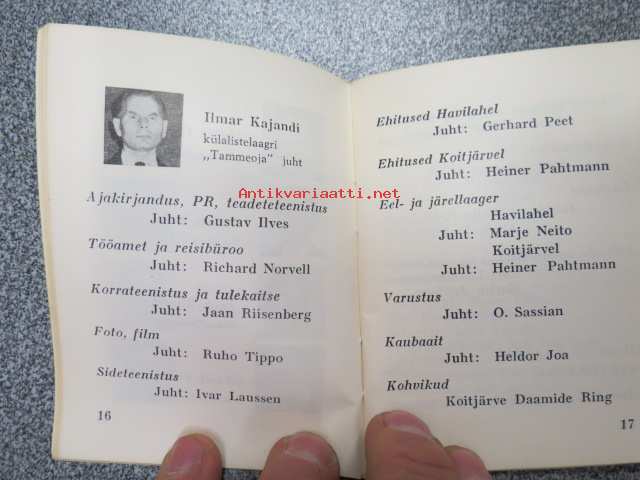 Ilmar Kajandi
külalistelaagri
„Tammeoja" juht
Ajakirjandus, PR, teadeteteenistus
Juht: Gustav Ilves
Tööamet ja reisibüroo
Juht: Richard Norvell
Korrateenistus ja tulekaitse
Juht: Jaan Riisenberg
Foto, film
Juht: Ruho Tippo
Sideteenistus
Juht: Ivar Laussen
16
Ehitused Havilahel
Juht: Gerhard Peet
Ehitused Koitjärvel
Juht: Heiner Pahtmann
Eel- ja järellaager
Havilahel
Juht: Marje Neito
Koitjärvel
Juht: Heiner Pahtmann
Varustus
Juht: O. Sassian
Kaubaait
Juht: Heldor Joa
Kohvikud
Koitjärve Daamide Ring
17
Antikvariaatti.net